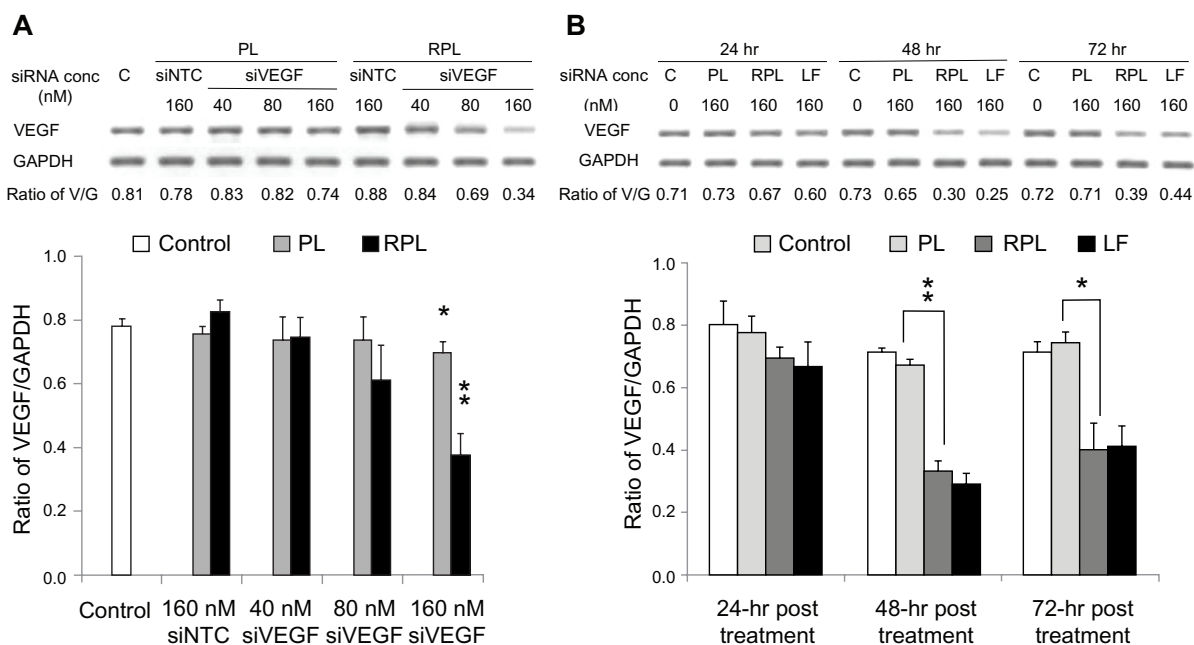 A
PL RPL
siRNA conc C siNTC siVEGF siNTC siVEGF
(nM) 160 40 80 160 160 40 80 160
VEGF
GAPDH
Ratio of V/G 0.81 0.78 0.83 0.82 0.74 0.88 0.84 0.69 0.34
Control PL RPL
Ratio of VEGF/GAPDH
1.0
0.8
0.6
0.4
0.2
0.0
*
**
Control 160 nM 40 nM 80 nM 160 nM
siNTC siVEGF siVEGF siVEGF
B
24 hr 48 hr 72 hr
siRNA conc C PL RPL LF C PL RPL LF C PL RPL LF
(nM) 0 160 160 160 0 160 160 160 0 160 160 160
VEGF
GAPDH
Ratio of V/G 0.71 0.73 0.67 0.60 0.73 0.65 0.30 0.25 0.72 0.71 0.39 0.44
Control PL RPL LF
Ratio of VEGF/GAPDH
1.0
0.8
0.6
0.4
0.2
0.0
**
*
24-hr post 48-hr post 72-hr post
treatment treatment treatment